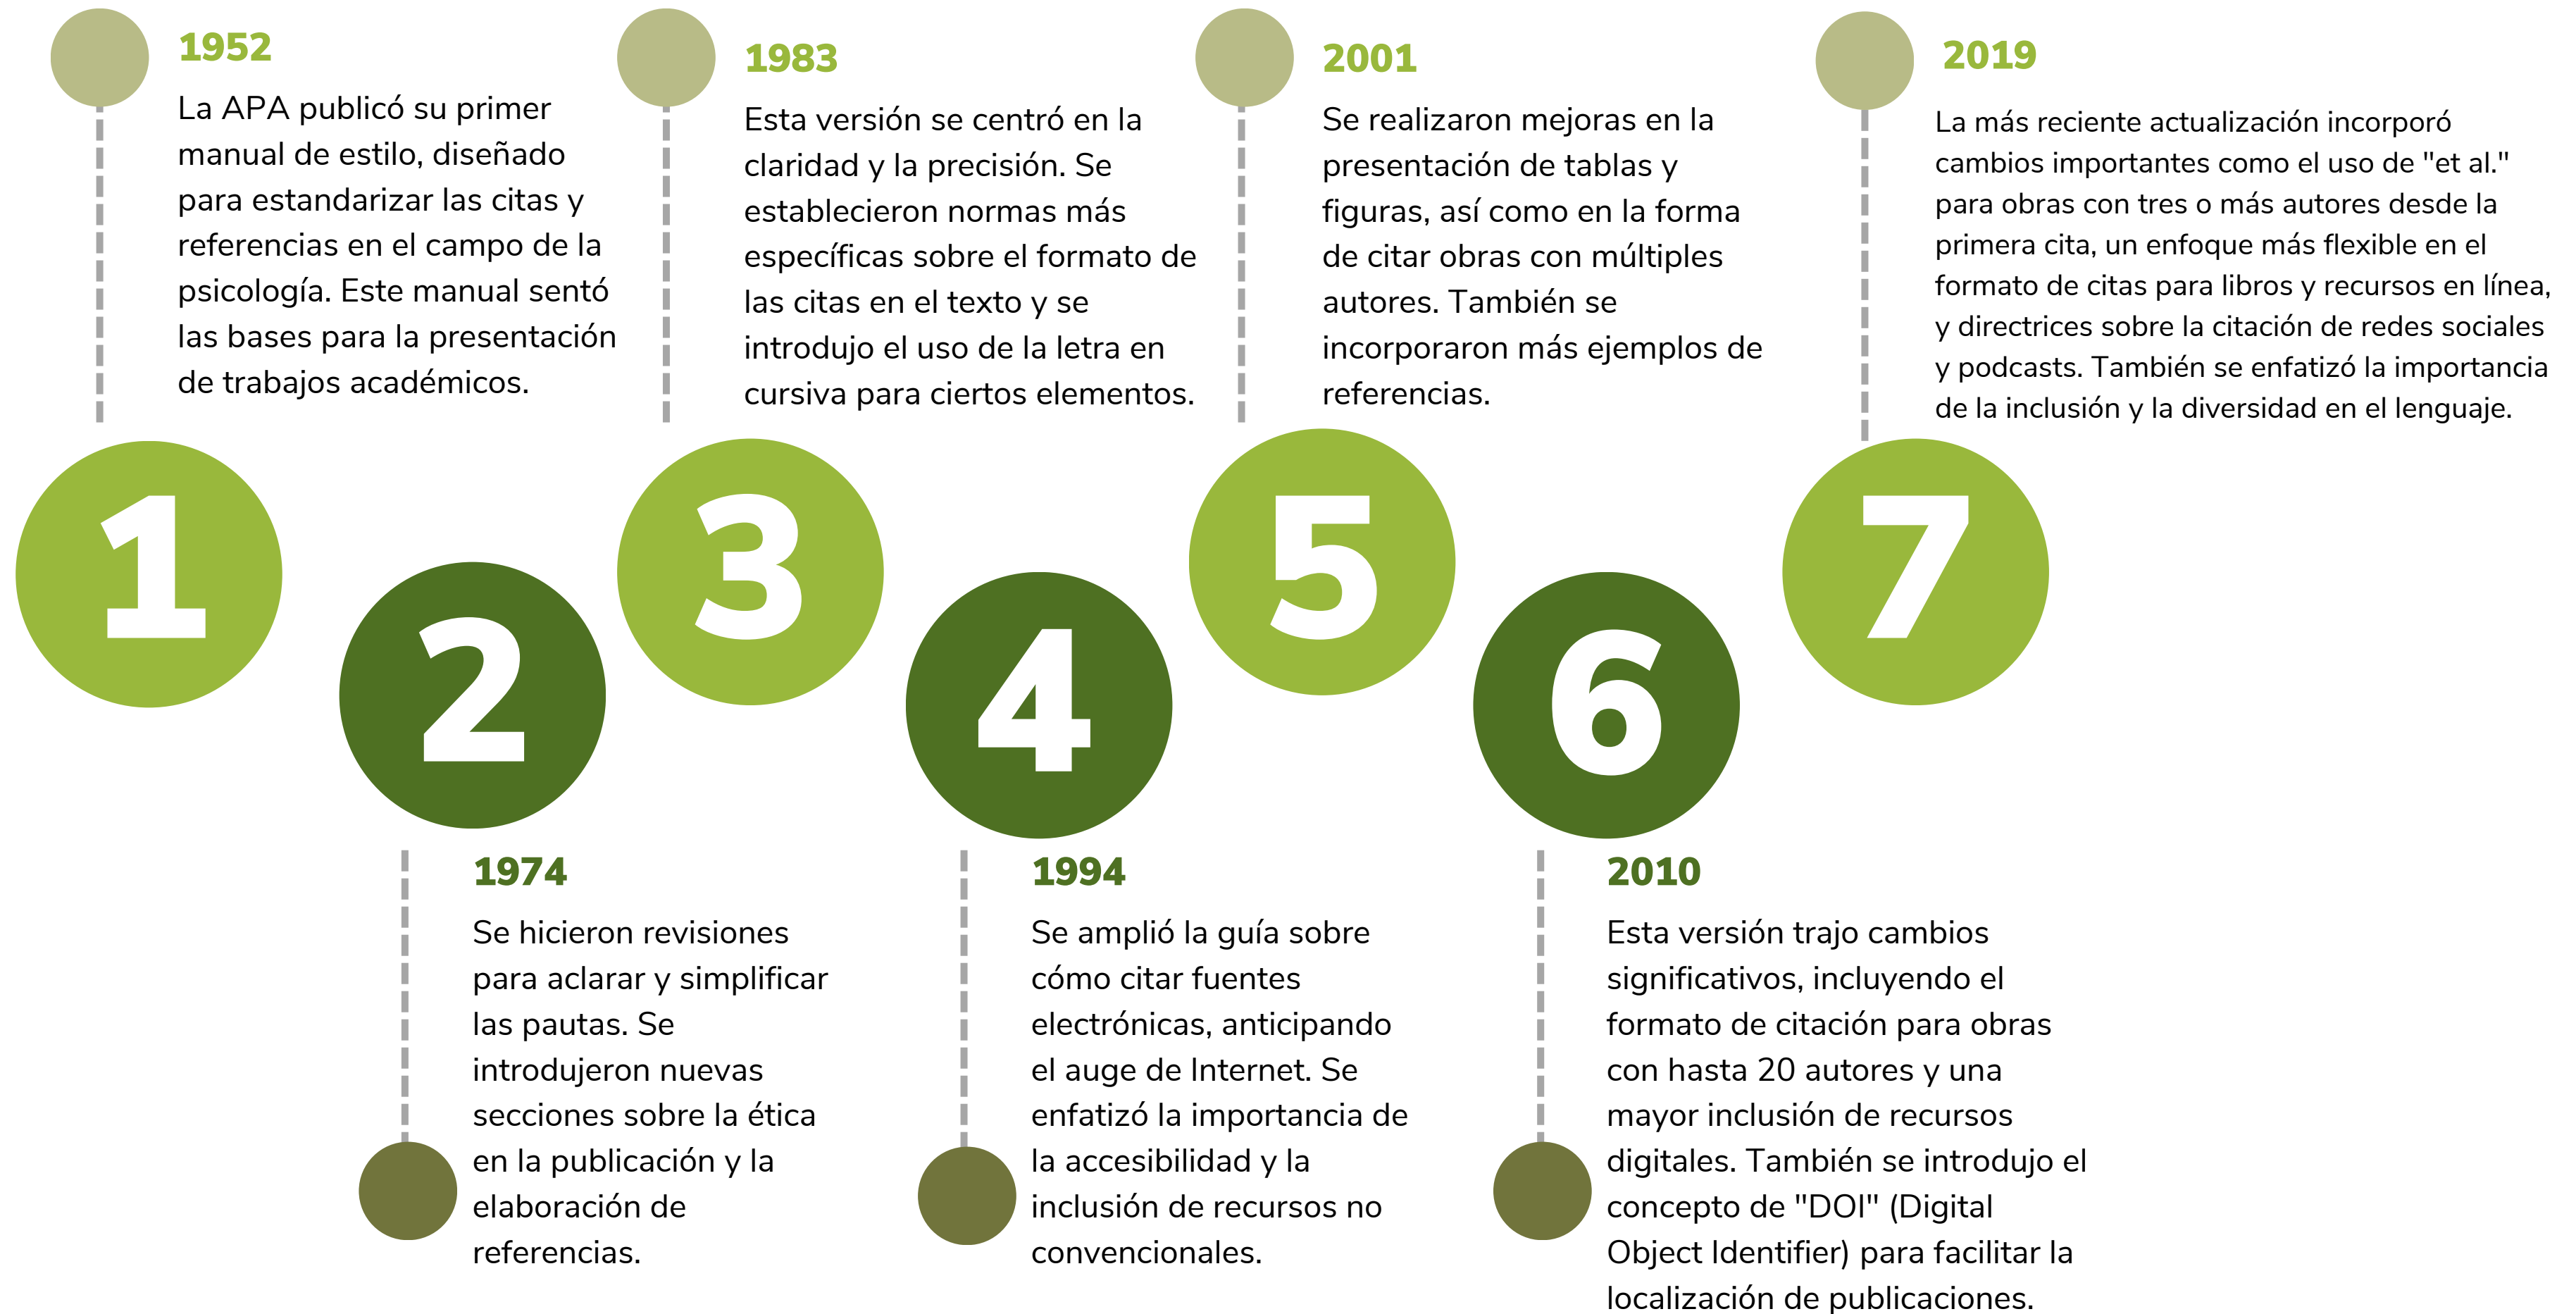 1952
La APA publicó su primer
manual de estilo, diseñado
para estandarizar las citas y
referencias en el campo de la
psicología. Este manual sentó
las bases para la presentación
de trabajos académicos.
1983
Esta versión se centró en la
claridad y la precisión. Se
establecieron normas más
específicas sobre el formato de
las citas en el texto y se
introdujo el uso de la letra en
cursiva para ciertos elementos.
2001
Se realizaron mejoras en la
presentación de tablas y
figuras, así como en la forma
de citar obras con múltiples
autores. También se
incorporaron más ejemplos de
referencias.
2019
La más reciente actualización incorporó
cambios importantes como el uso de "et al."
para obras con tres o más autores desde la
primera cita, un enfoque más flexible en el
formato de citas para libros y recursos en línea,
y directrices sobre la citación de redes sociales
y podcasts. También se enfatizó la importancia
de la inclusión y la diversidad en el lenguaje.
1
2
3
4
5
6
7
1974
Se hicieron revisiones
para aclarar y simplificar
las pautas. Se
introdujeron nuevas
secciones sobre la ética
en la publicación y la
elaboración de
referencias.
1994
Se amplió la guía sobre
cómo citar fuentes
electrónicas, anticipando
el auge de Internet. Se
enfatizó la importancia de
la accesibilidad y la
inclusión de recursos no
convencionales.
2010
Esta versión trajo cambios
significativos, incluyendo el
formato de citación para obras
con hasta 20 autores y una
mayor inclusión de recursos
digitales. También se introdujo el
concepto de "DOI" (Digital
Object Identifier) para facilitar la
localización de publicaciones.